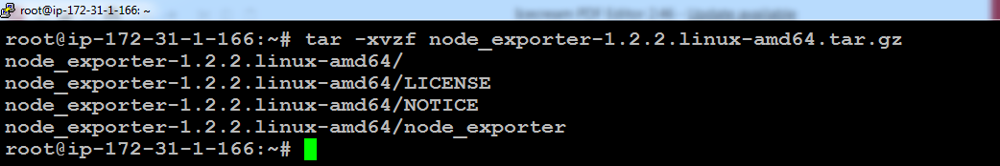 root@ip-172-31-1-166: ~
root@ip-172-31-1-166:~# tar -xvzf node_exporter-1.2.2.linux-amd64.tar.gz
node_exporter-1.2.2.linux-amd64/
node_exporter-1.2.2.linux-amd64/LICENSE
node_exporter-1.2.2.linux-amd64/NOTICE
node_exporter-1.2.2.linux-amd64/node_exporter
root@ip-172-31-1-166:~#